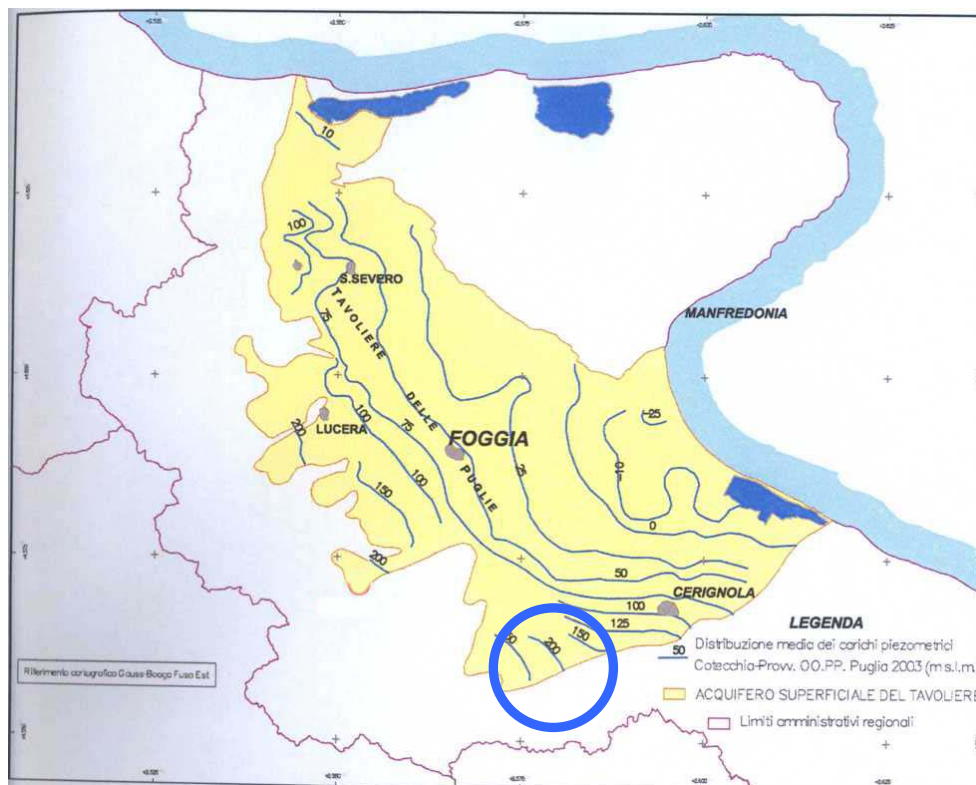 10
100
S.SEVERO
75
TAVOLIERE
DELLE
PUGLIE
MANFREDONIA
-25
200
LUCERA
100
75
FOGGIA
25
-10
150
100
0
200
50
CERIGNOLA
100
125
150
200
50
LEGENDA
50 Distribuzione media dei carichi piezometrici
Cotecchia-Provv. OO.PP. Puglia 2003 (m s.l.m.
ACQUIFERO SUPERFICIALE DEL TAVOLIERE
Limiti amministrativi regionali
Riferimento cartografico Gauss-Boaga Fuso Est